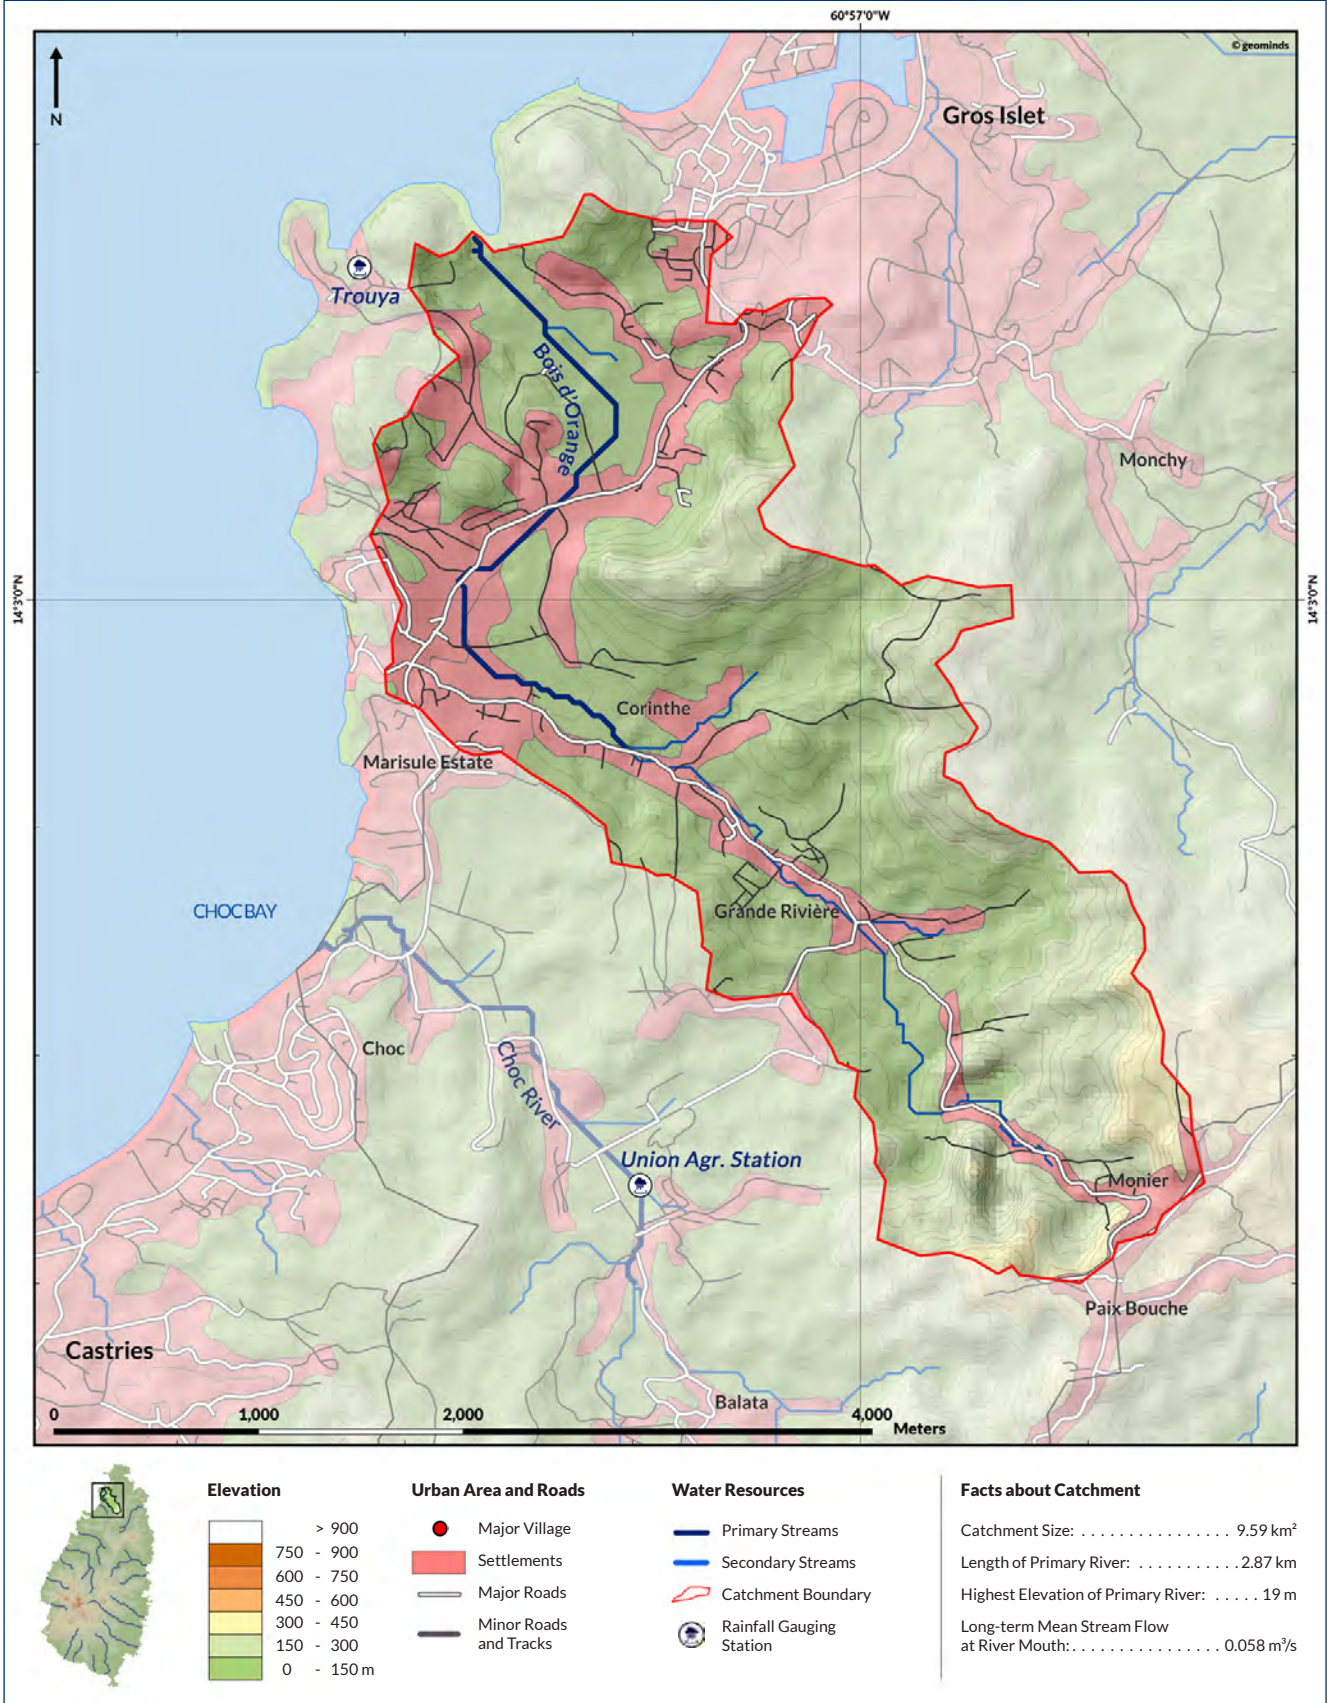 60°57'0"W
© geominds
N
Gros Islet
Trouya
Bois d'Orange
Monchy
14°3'0"N
14°3'0"N
Corinthe
Marisule Estate
CHOC BAY
Grande Rivière
Choc
Choc River
Union Agr. Station
Monier
Paix Bouche
Castries
Balata
0 1,000 2,000 4,000
Meters
Elevation
> 900
750 - 900
600 - 750
450 - 600
300 - 450
150 - 300
0 - 150 m
Urban Area and Roads
Major Village
Settlements
Major Roads
Minor Roads
and Tracks
Water Resources
Primary Streams
Secondary Streams
Catchment Boundary
Rainfall Gauging
Station
Facts about Catchment
Catchment Size: . . . . . . . . . . . . . . . . 9.59 km²
Length of Primary River: . . . . . . . . . . . 2.87 km
Highest Elevation of Primary River: . . . . . 19 m
Long-term Mean Stream Flow
at River Mouth: . . . . . . . . . . . . . . . . 0.058 m³/s